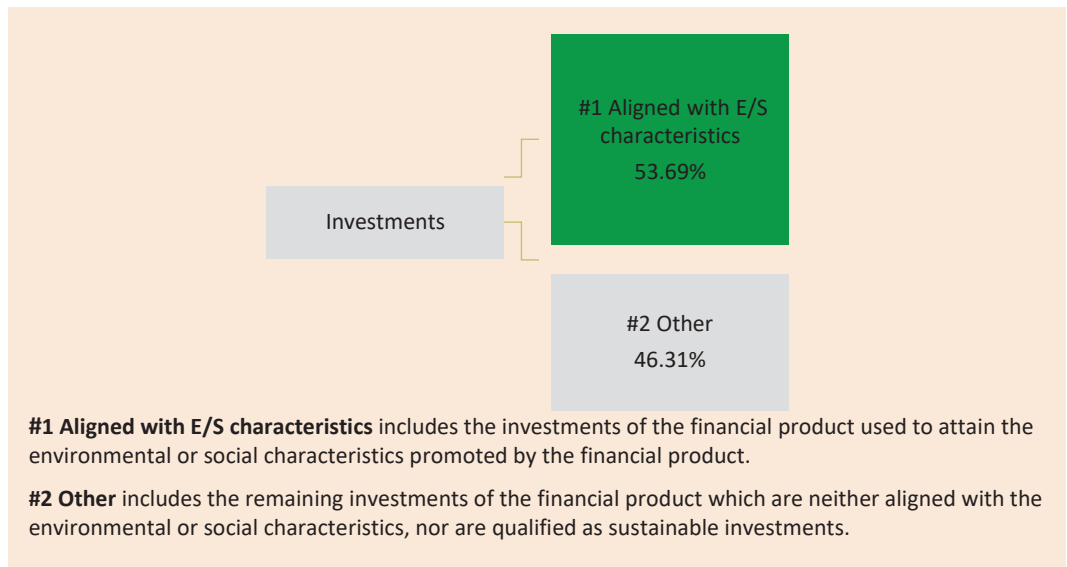 #1 Aligned with E/S
characteristics
53.69%
Investments
#2 Other
46.31%
#1 Aligned with E/S characteristics includes the investments of the financial product used to attain the
environmental or social characteristics promoted by the financial product.
#2 Other includes the remaining investments of the financial product which are neither aligned with the
environmental or social characteristics, nor are qualified as sustainable investments.